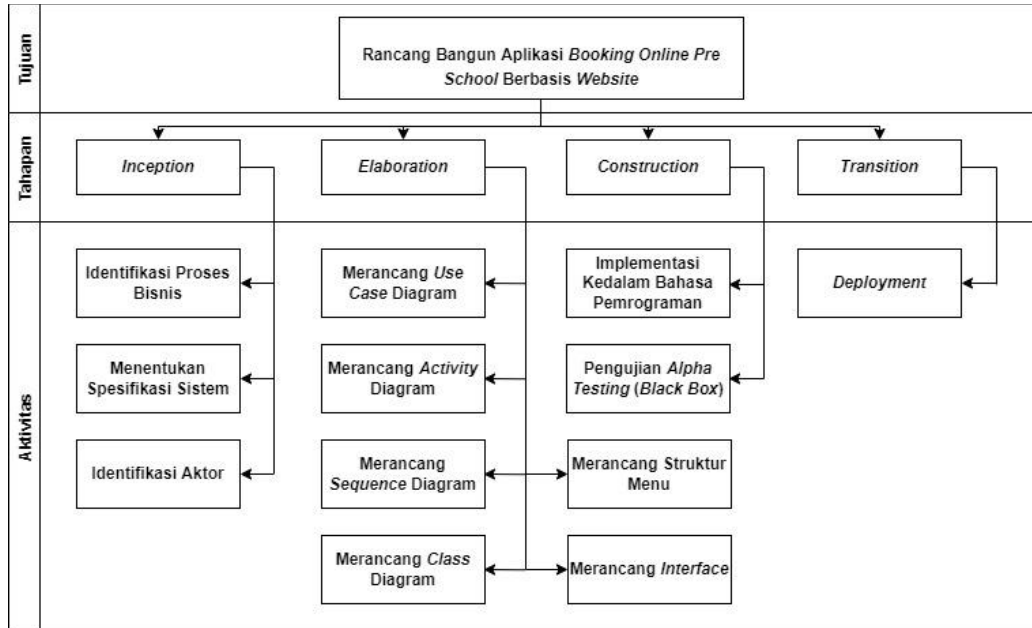 Tujuan
Rancang Bangun Aplikasi Booking Online Pre
School Berbasis Website
Tahapan
Inception
Elaboration
Construction
Transition
Aktivitas
Identifikasi Proses
Bisnis
Merancang Use
Case Diagram
Implementasi
Kedalam Bahasa
Pemrograman
Deployment
Menentukan
Spesifikasi Sistem
Merancang Activity
Diagram
Pengujian Alpha
Testing (Black Box)
Identifikasi Aktor
Merancang
Sequence Diagram
Merancang Struktur
Menu
Merancang Class
Diagram
Merancang Interface